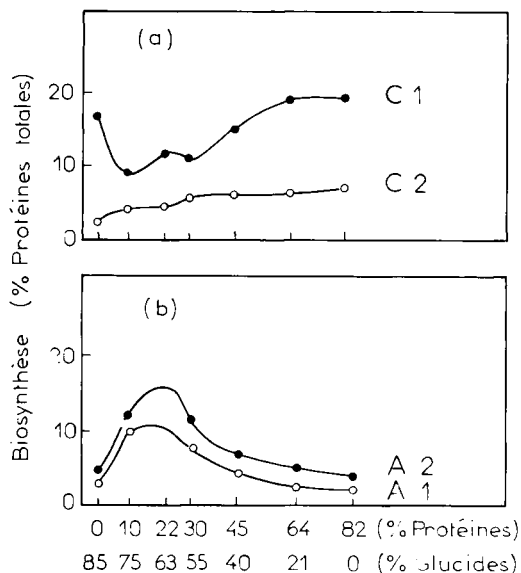 (a)
20
10
0
C 1
C 2
Biosynthèse (% Protéines totales)
(b)
20
10
0
A 2
A 1
0 10 22 30 45 64 82 (% Protéines)
85 75 63 55 40 21 0 (% Glucides)